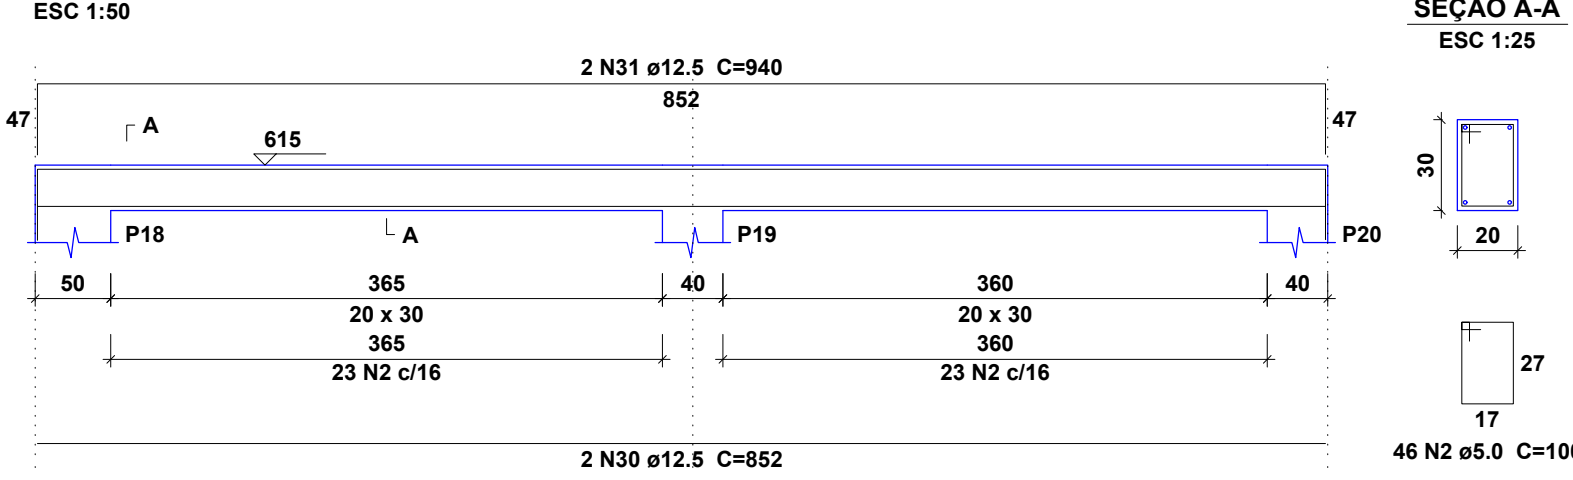 ESC 1:50
SEÇÃO A-A
ESC 1:25
2 N31 ø12.5 C=940
852
47
47
A
615
30
P18
A
P19
P20
20
50
365
40
360
40
20 x 30
20 x 30
365
360
23 N2 c/16
23 N2 c/16
27
17
2 N30 ø12.5 C=852
46 N2 ø5.0 C=100